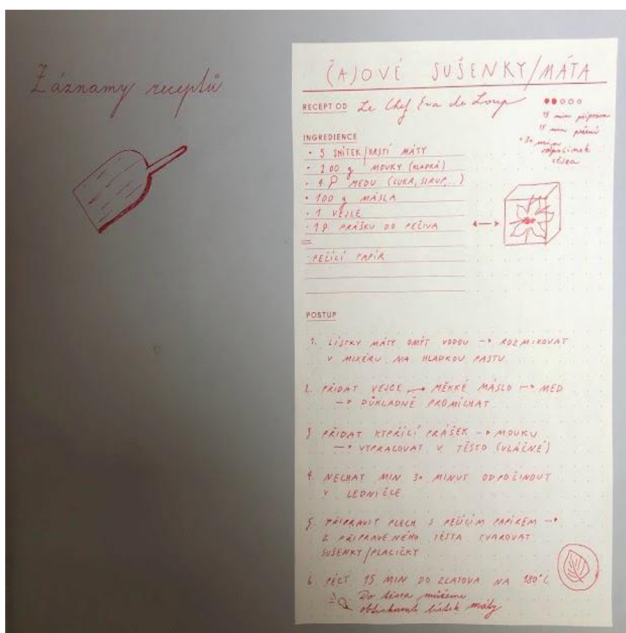 Záznamy receptů
ČAJOVÉ SUŠENKY/MÁTA
RECEPT OD Le Chef Eva de Loup
15 min příprava
15 min pečení
+ 30 minut
odpočinek
těsta
INGREDIENCE
• 5 SNÍTEK/HRSTÍ MÁTY
• 200 g MOUKY (HLADKÁ)
• 4 P MEDU (CUKR, SIRUP,...)
• 100 g MÁSLA
• 1 VEJCE
• 1 P PRÁŠKU DO PEČIVA
• PEČÍCÍ PAPÍR
POSTUP
1. LÍSTKY MÁTY OMÝT VODOU → ROZMIXOVAT
V MIXÉRU NA HLADKOU PASTU
2. PŘIDAT VEJCE → MĚKKÉ MÁSLO → MED
→ DŮKLADNĚ PROMÍCHAT
3. PŘIDAT KYPŘÍCÍ PRÁŠEK → MOUKU
→ VYPRACOVAT V TĚSTO (VLÁČNÉ)
4. NECHAT MIN 30 MINUT ODPOČINOUT
V LEDNIČCE
5. PŘIPRAVIT PLECH S PEČÍCÍM PAPÍREM →
Z PŘIPRAVENÉHO TĚSTA TVAROVAT
SUŠENKY/PLACIČKY
6. PÉCT 15 MIN DO ZLATOVA NA 180°C
Do těsta můžeme
obtisknout lístek máty